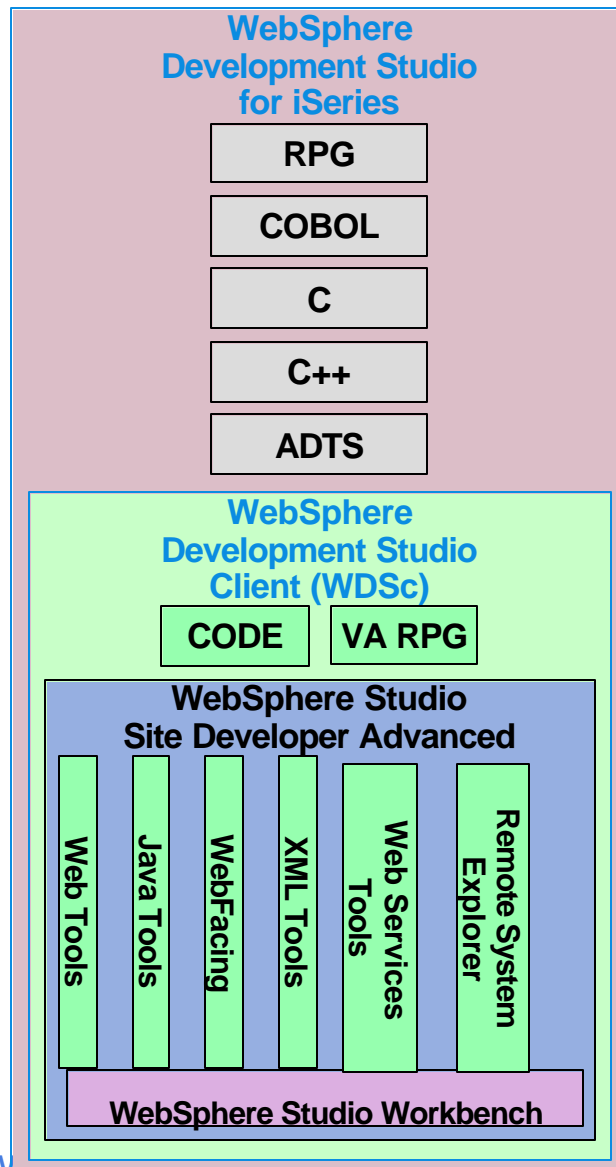 WebSphere
Development Studio
for iSeries
RPG
COBOL
C
C++
ADTS
WebSphere
Development Studio
Client (WDSc)
CODE
VA RPG
WebSphere Studio
Site Developer Advanced
Web Tools
Java Tools
WebFacing
XML Tools
Web Services
Tools
Remote System
Explorer
WebSphere Studio Workbench